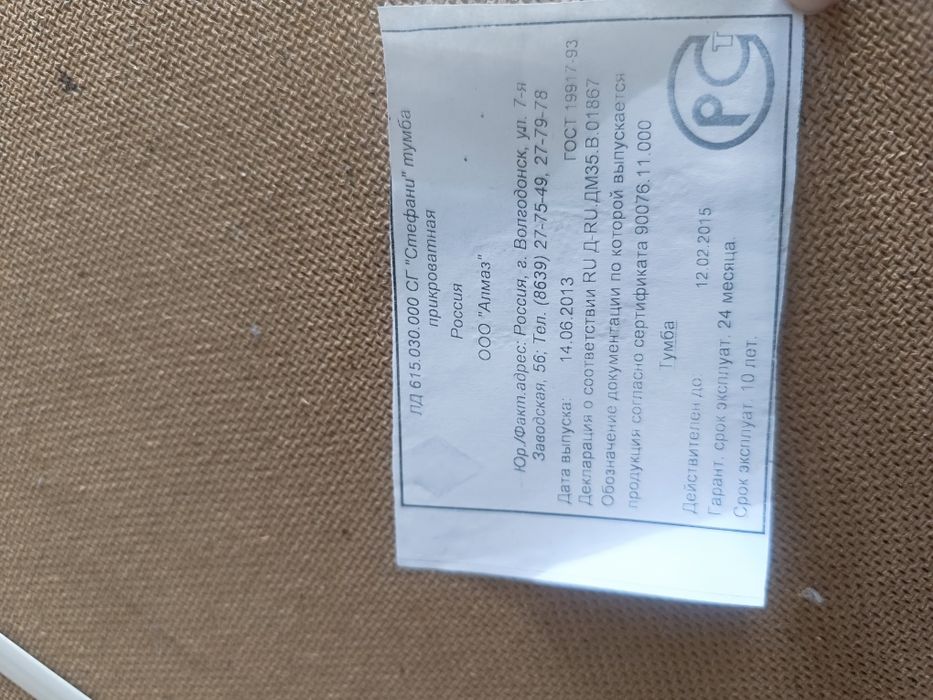 ЛД 615.030.000 СГ "Стефани" тумба
прикроватная
Россия
ООО "Алмаз"
Юр./Факт.адрес: Россия, г. Волгодонск, ул. 7-я
Заводская, 56; Тел. (8639) 27-75-49, 27-79-78
Дата выпуска: 14.06.2013 ГОСТ 19917-93
Декларация о соответствии RU Д-RU.ДМ35.В.01867
Обозначение документации по которой выпускается
продукция согласно сертификата 90076.11.000
Тумба
Действителен до: 12.02.2015
Гарант. срок эксплуат. 24 месяца.
Срок эксплуат. 10 лет.
РСТ